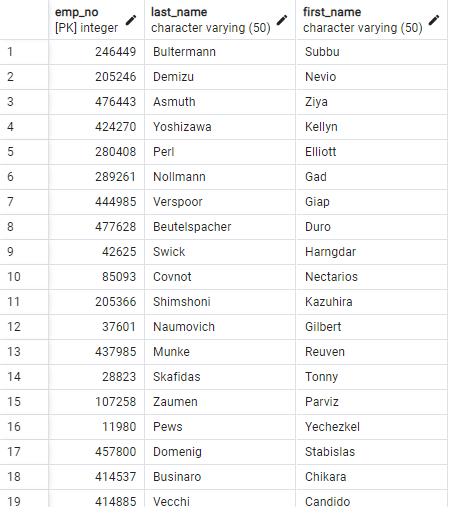 emp_no last_name first_name
[PK] integer character varying (50) character varying (50)
1 246449 Bultermann Subbu
2 205246 Demizu Nevio
3 476443 Asmuth Ziya
4 424270 Yoshizawa Kellyn
5 280408 Perl Elliott
6 289261 Nollmann Gad
7 444985 Verspoor Giap
8 477628 Beutelspacher Duro
9 42625 Swick Harngdar
10 85093 Covnot Nectarios
11 205366 Shimshoni Kazuhira
12 37601 Naumovich Gilbert
13 437985 Munke Reuven
14 28823 Skafidas Tonny
15 107258 Zaumen Parviz
16 11980 Pews Yechezkel
17 457800 Domenig Stabislas
18 414537 Businaro Chikara
19 414885 Vecchi Candido